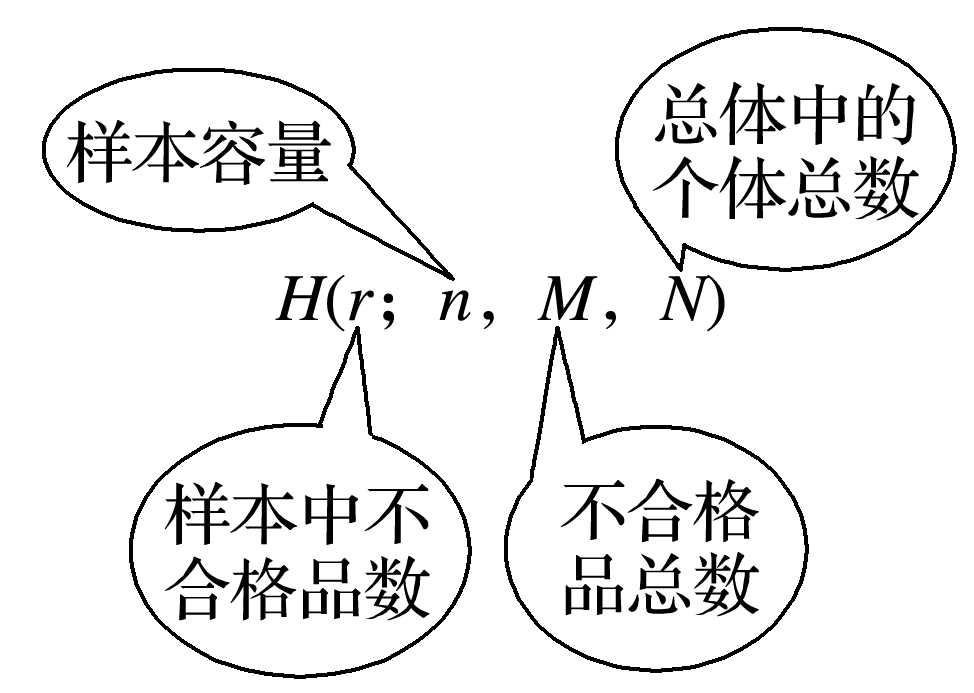 样本容量
总体中的
个体总数
H(r；n，M，N)
样本中不
合格品数
不合格
品总数